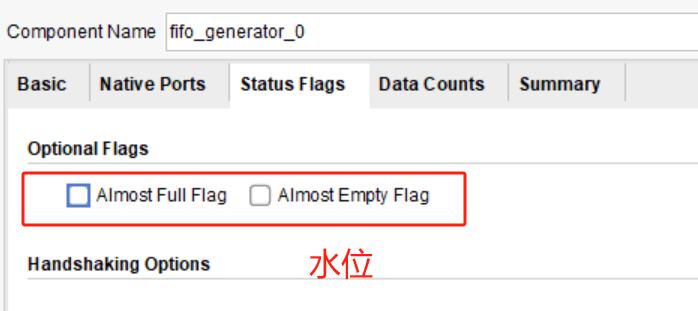 Component Name fifo_generator_0
Basic Native Ports Status Flags Data Counts Summary
Optional Flags
Almost Full Flag Almost Empty Flag
Handshaking Options
水位